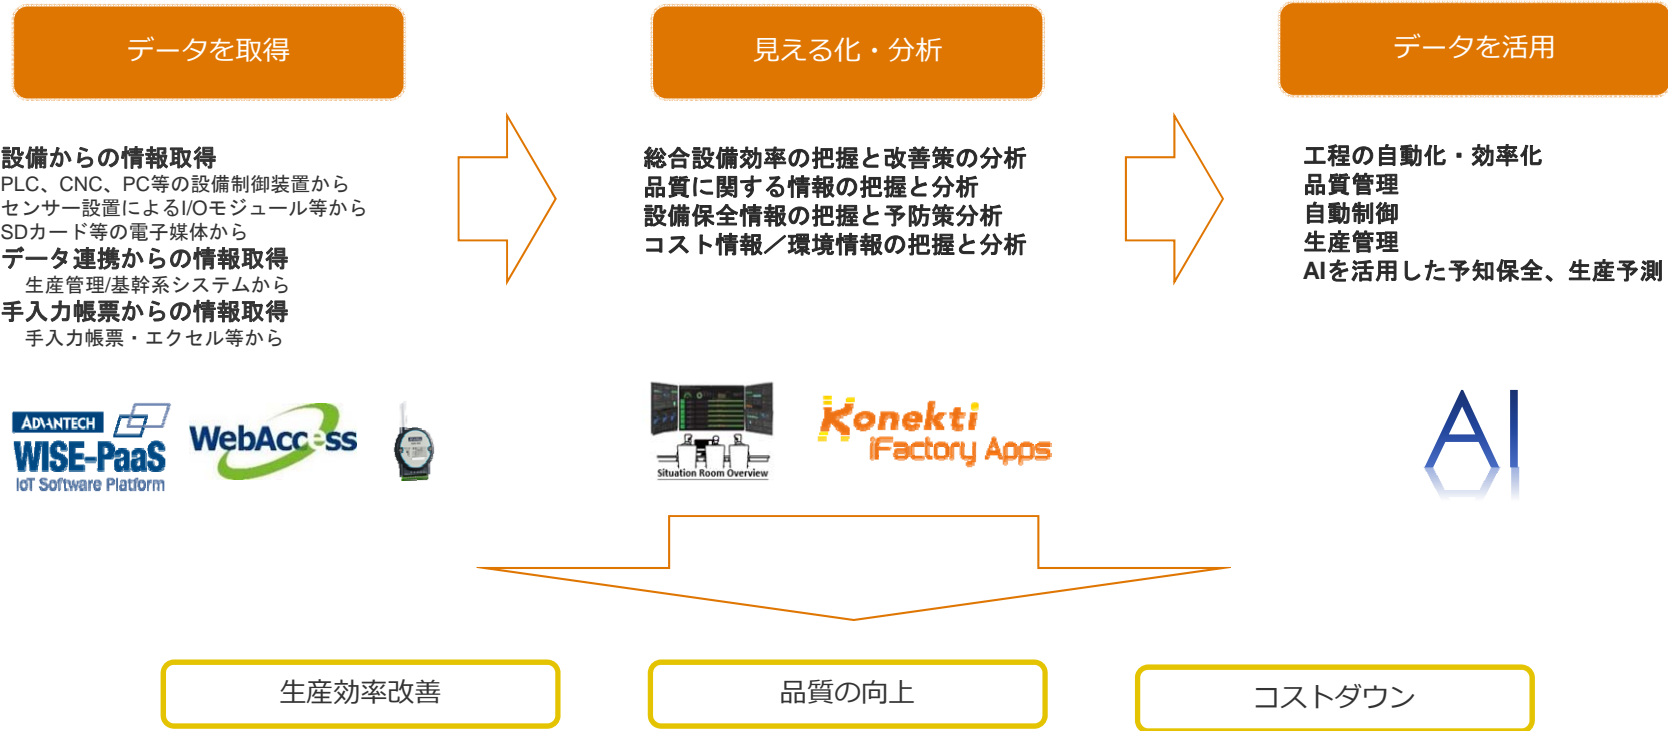 データを取得
見える化・分析
データを活用
設備からの情報取得
PLC、CNC、PC等の設備制御装置から
センサー設置によるI/Oモジュール等から
SDカード等の電子媒体から
データ連携からの情報取得
生産管理/基幹系システムから
手入力帳票からの情報取得
手入力帳票・エクセル等から
総合設備効率の把握と改善策の分析
品質に関する情報の把握と分析
設備保全情報の把握と予防策分析
コスト情報／環境情報の把握と分析
工程の自動化・効率化
品質管理
自動制御
生産管理
AIを活用した予知保全、生産予測
ADVANTECH
WISE-PaaS
IoT Software Platform
WebAccess
Situation Room Overview
Konekti
iFactory Apps
AI
生産効率改善
品質の向上
コストダウン